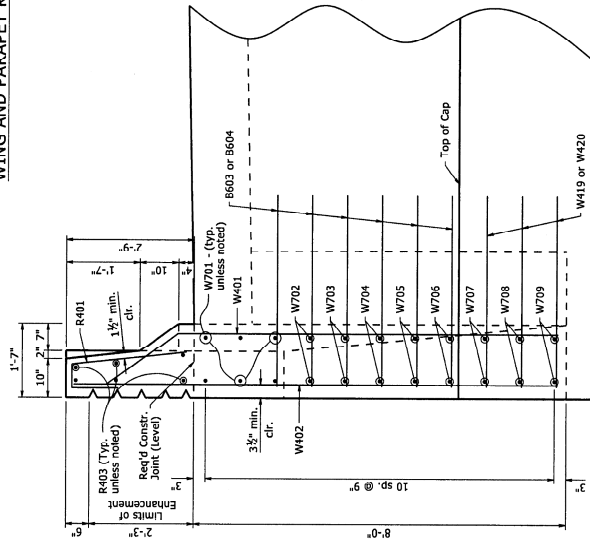 WING AND PARAPET
1'-7"
10"
2"
7"
2'-9"
1'-7"
10"
4"
R401
1½" min.
clr.
W701 - (typ.
unless noted)
W401
B603 or B604
R403 (Typ.
unless noted)
Req'd Constr.
Joint (Level)
3½" min.
clr.
W402
W702
W703
W704
W705
W706
W707
W708
W709
Top of Cap
W419 or W420
6"
Limits of
Enhancement
2'-3"
3"
10 sp. @ 9"
3"
8'-0"